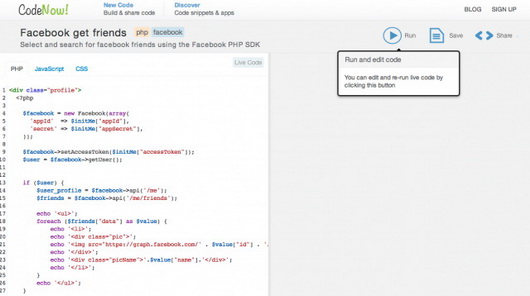 CodeNow!
New Code
Build & share code
Discover
Code snippets & apps
BLOG SIGN UP
Facebook get friends php facebook
Select and search for facebook friends using the Facebook PHP SDK
Run Save Share
Run and edit code
You can edit and re-run live code by
clicking this button
PHP JavaScript CSS
Live Code
1 <div class="profile">
2 <?php
3
4 $facebook = new Facebook(array(
5 'appId' => $initMe["appId"],
6 'secret' => $initMe["appSecret"],
7 ));
8
9 $facebook->setAccessToken($initMe["accessToken"]);
10 $user = $facebook->getUser();
11
12
13 if ($user) {
14 $user_profile = $facebook->api('/me');
15 $friends = $facebook->api('/me/friends');
16
17 echo '<ul>';
18 foreach ($friends["data"] as $value) {
19 echo '<li>';
20 echo '<div class="pic">';
21 echo '<img src="https://graph.facebook.com/' . $value["id"] . '
22 echo '</div>';
23 echo '<div class="picName">'.$value["name"].'</div>';
24 echo '</li>';
25 }
26 echo '</ul>';
27 }